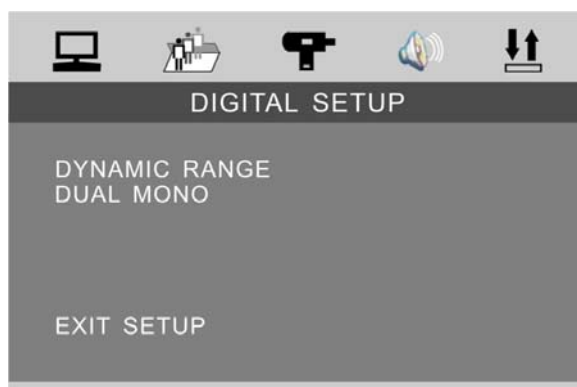 DIGITAL SETUP
DYNAMIC RANGE
DUAL MONO
EXIT SETUP